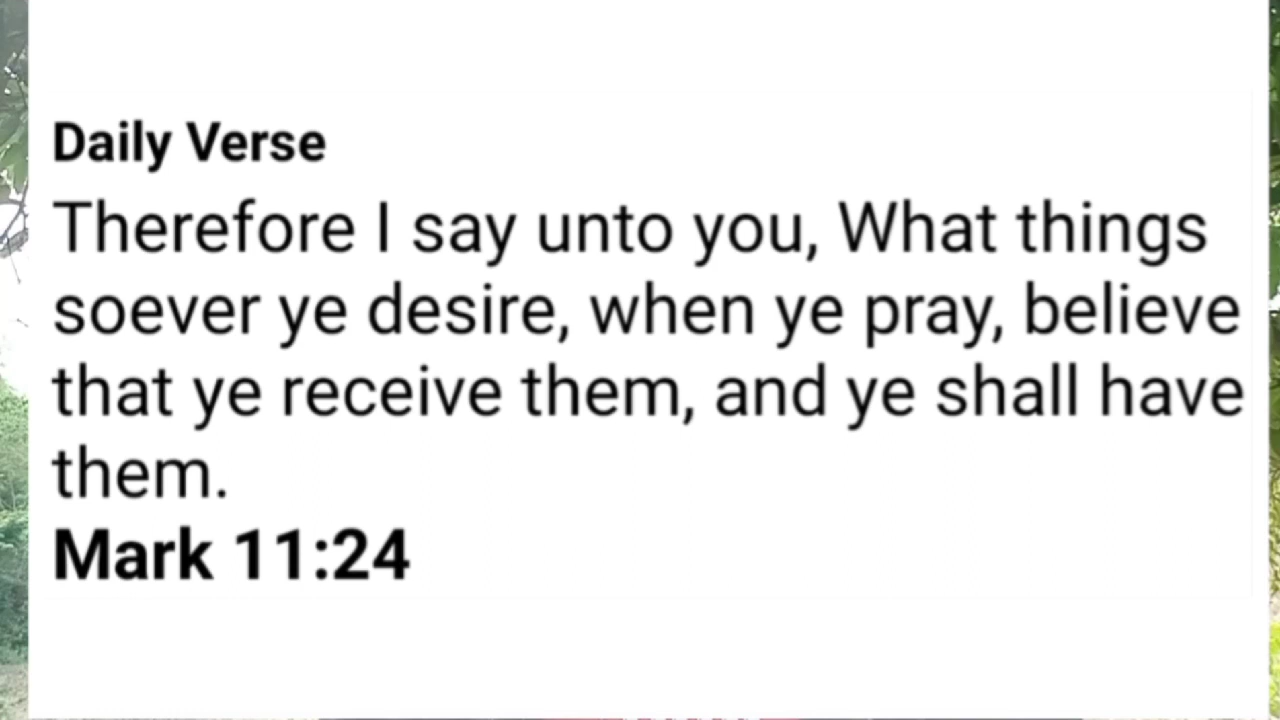 Daily Verse
Therefore I say unto you, What things
soever ye desire, when ye pray, believe
that ye receive them, and ye shall have
them.
Mark 11:24